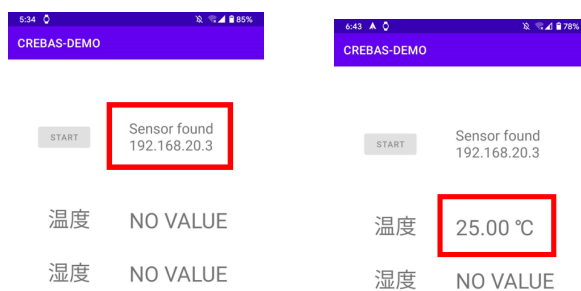 5:34
85%
CREBAS-DEMO
START
Sensor found
192.168.20.3
温度
NO VALUE
湿度
NO VALUE
6:43
78%
CREBAS-DEMO
START
Sensor found
192.168.20.3
温度
25.00 ℃
湿度
NO VALUE